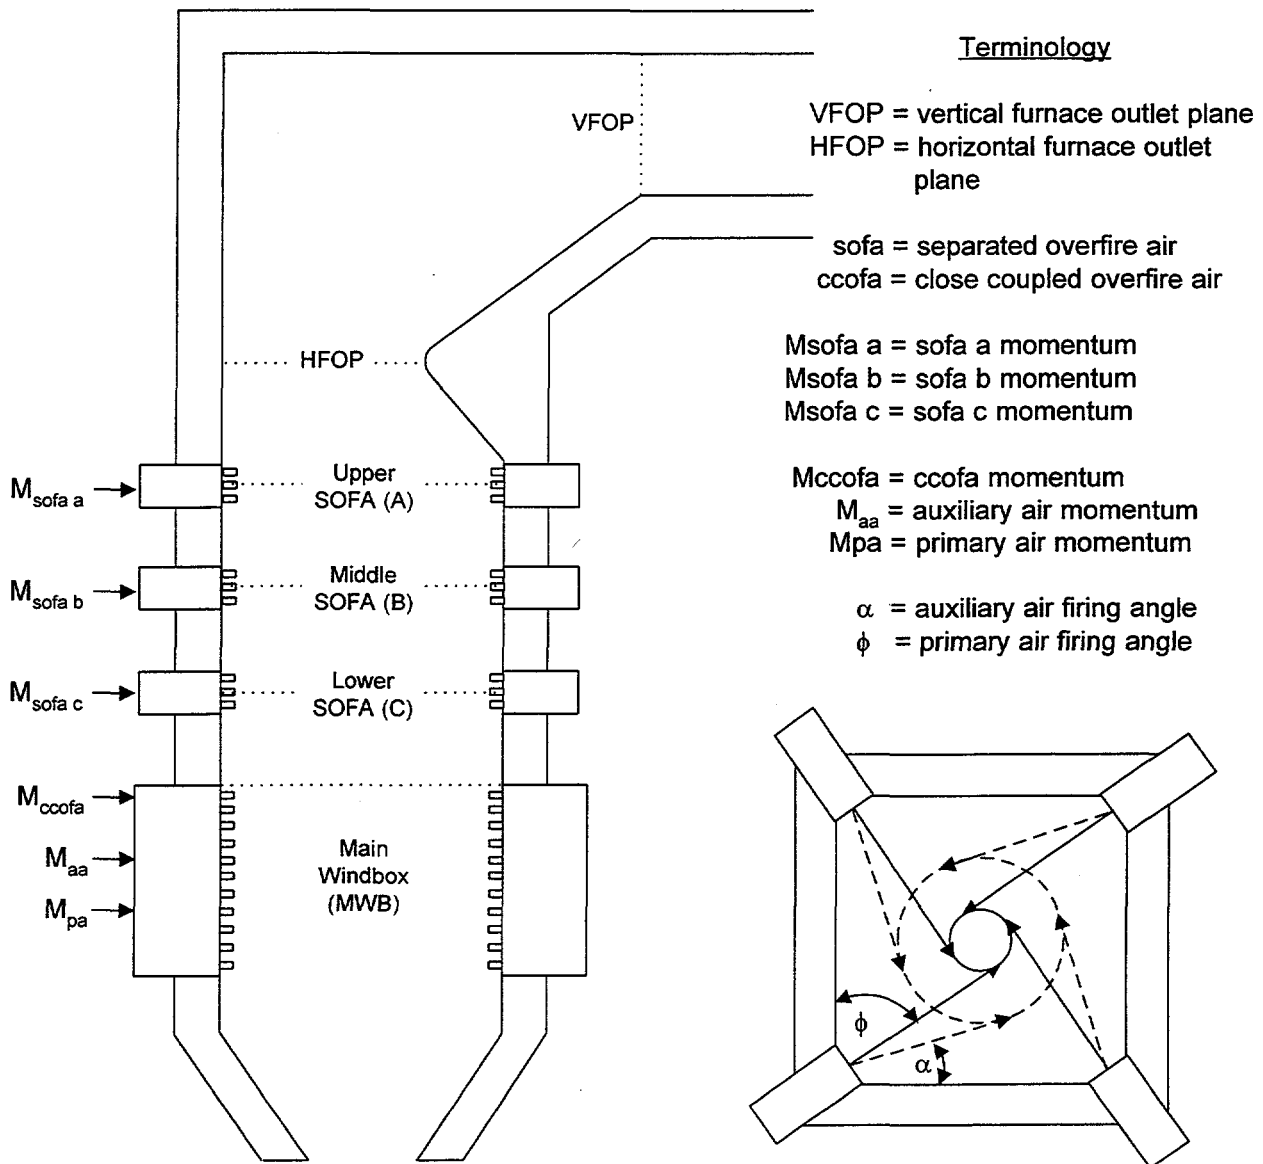 Terminology
VFOP = vertical furnace outlet plane
HFOP = horizontal furnace outlet
plane
sofa = separated overfire air
ccofa = close coupled overfire air
Msofa a = sofa a momentum
Msofa b = sofa b momentum
Msofa c = sofa c momentum
Mccofa = ccofa momentum
Maa = auxiliary air momentum
Mpa = primary air momentum
α = auxiliary air firing angle
ϕ = primary air firing angle
VFOP
HFOP
Msofa a
Upper
SOFA (A)
Msofa b
Middle
SOFA (B)
Msofa c
Lower
SOFA (C)
Mccofa
Maa
Mpa
Main
Windbox
(MWB)
ϕ
α